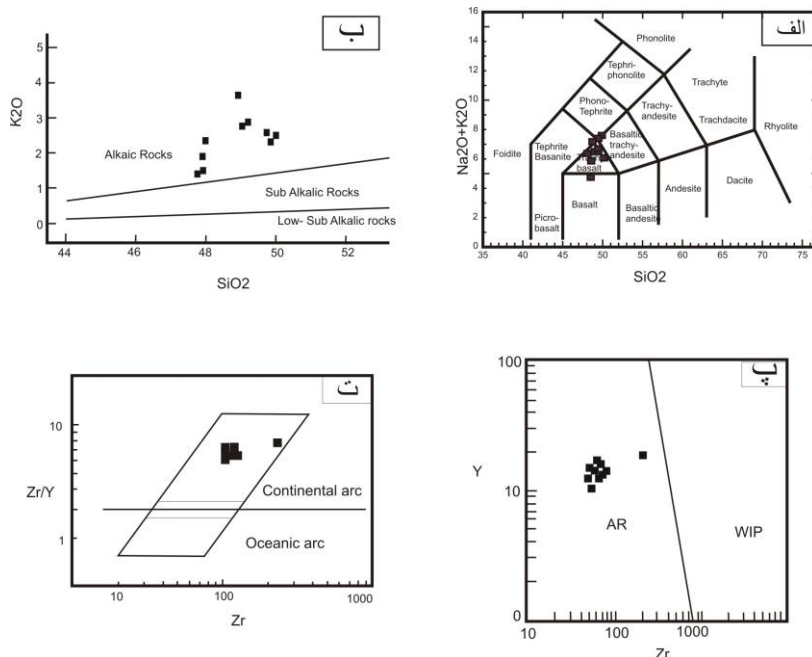 ب
5
4
3
2
1
0
K2O
Alkaic Rocks
Sub Alkalic Rocks
Low- Sub Alkalic rocks
44 46 48 50 52
SiO2
الف
16
14
12
10
8
6
4
2
0
Na2O+K2O
Phonolite
Tephri-
phonolite
Trachyte
Phono-
Tephrite
Trachy-
andesite
Trachdacite
Rhyolite
Foidite
Tephrite
Basanite
Basaltic
trachy-
andesite
basalt
Picro-
basalt
Basalt
Basaltic
andesite
Andesite
Dacite
35 40 45 50 55 60 65 70 75
SiO2
ت
10
1
Zr/Y
Continental arc
Oceanic arc
10 100 1000
Zr
پ
100
10
0
Y
AR
WIP
10 100 1000
Zr